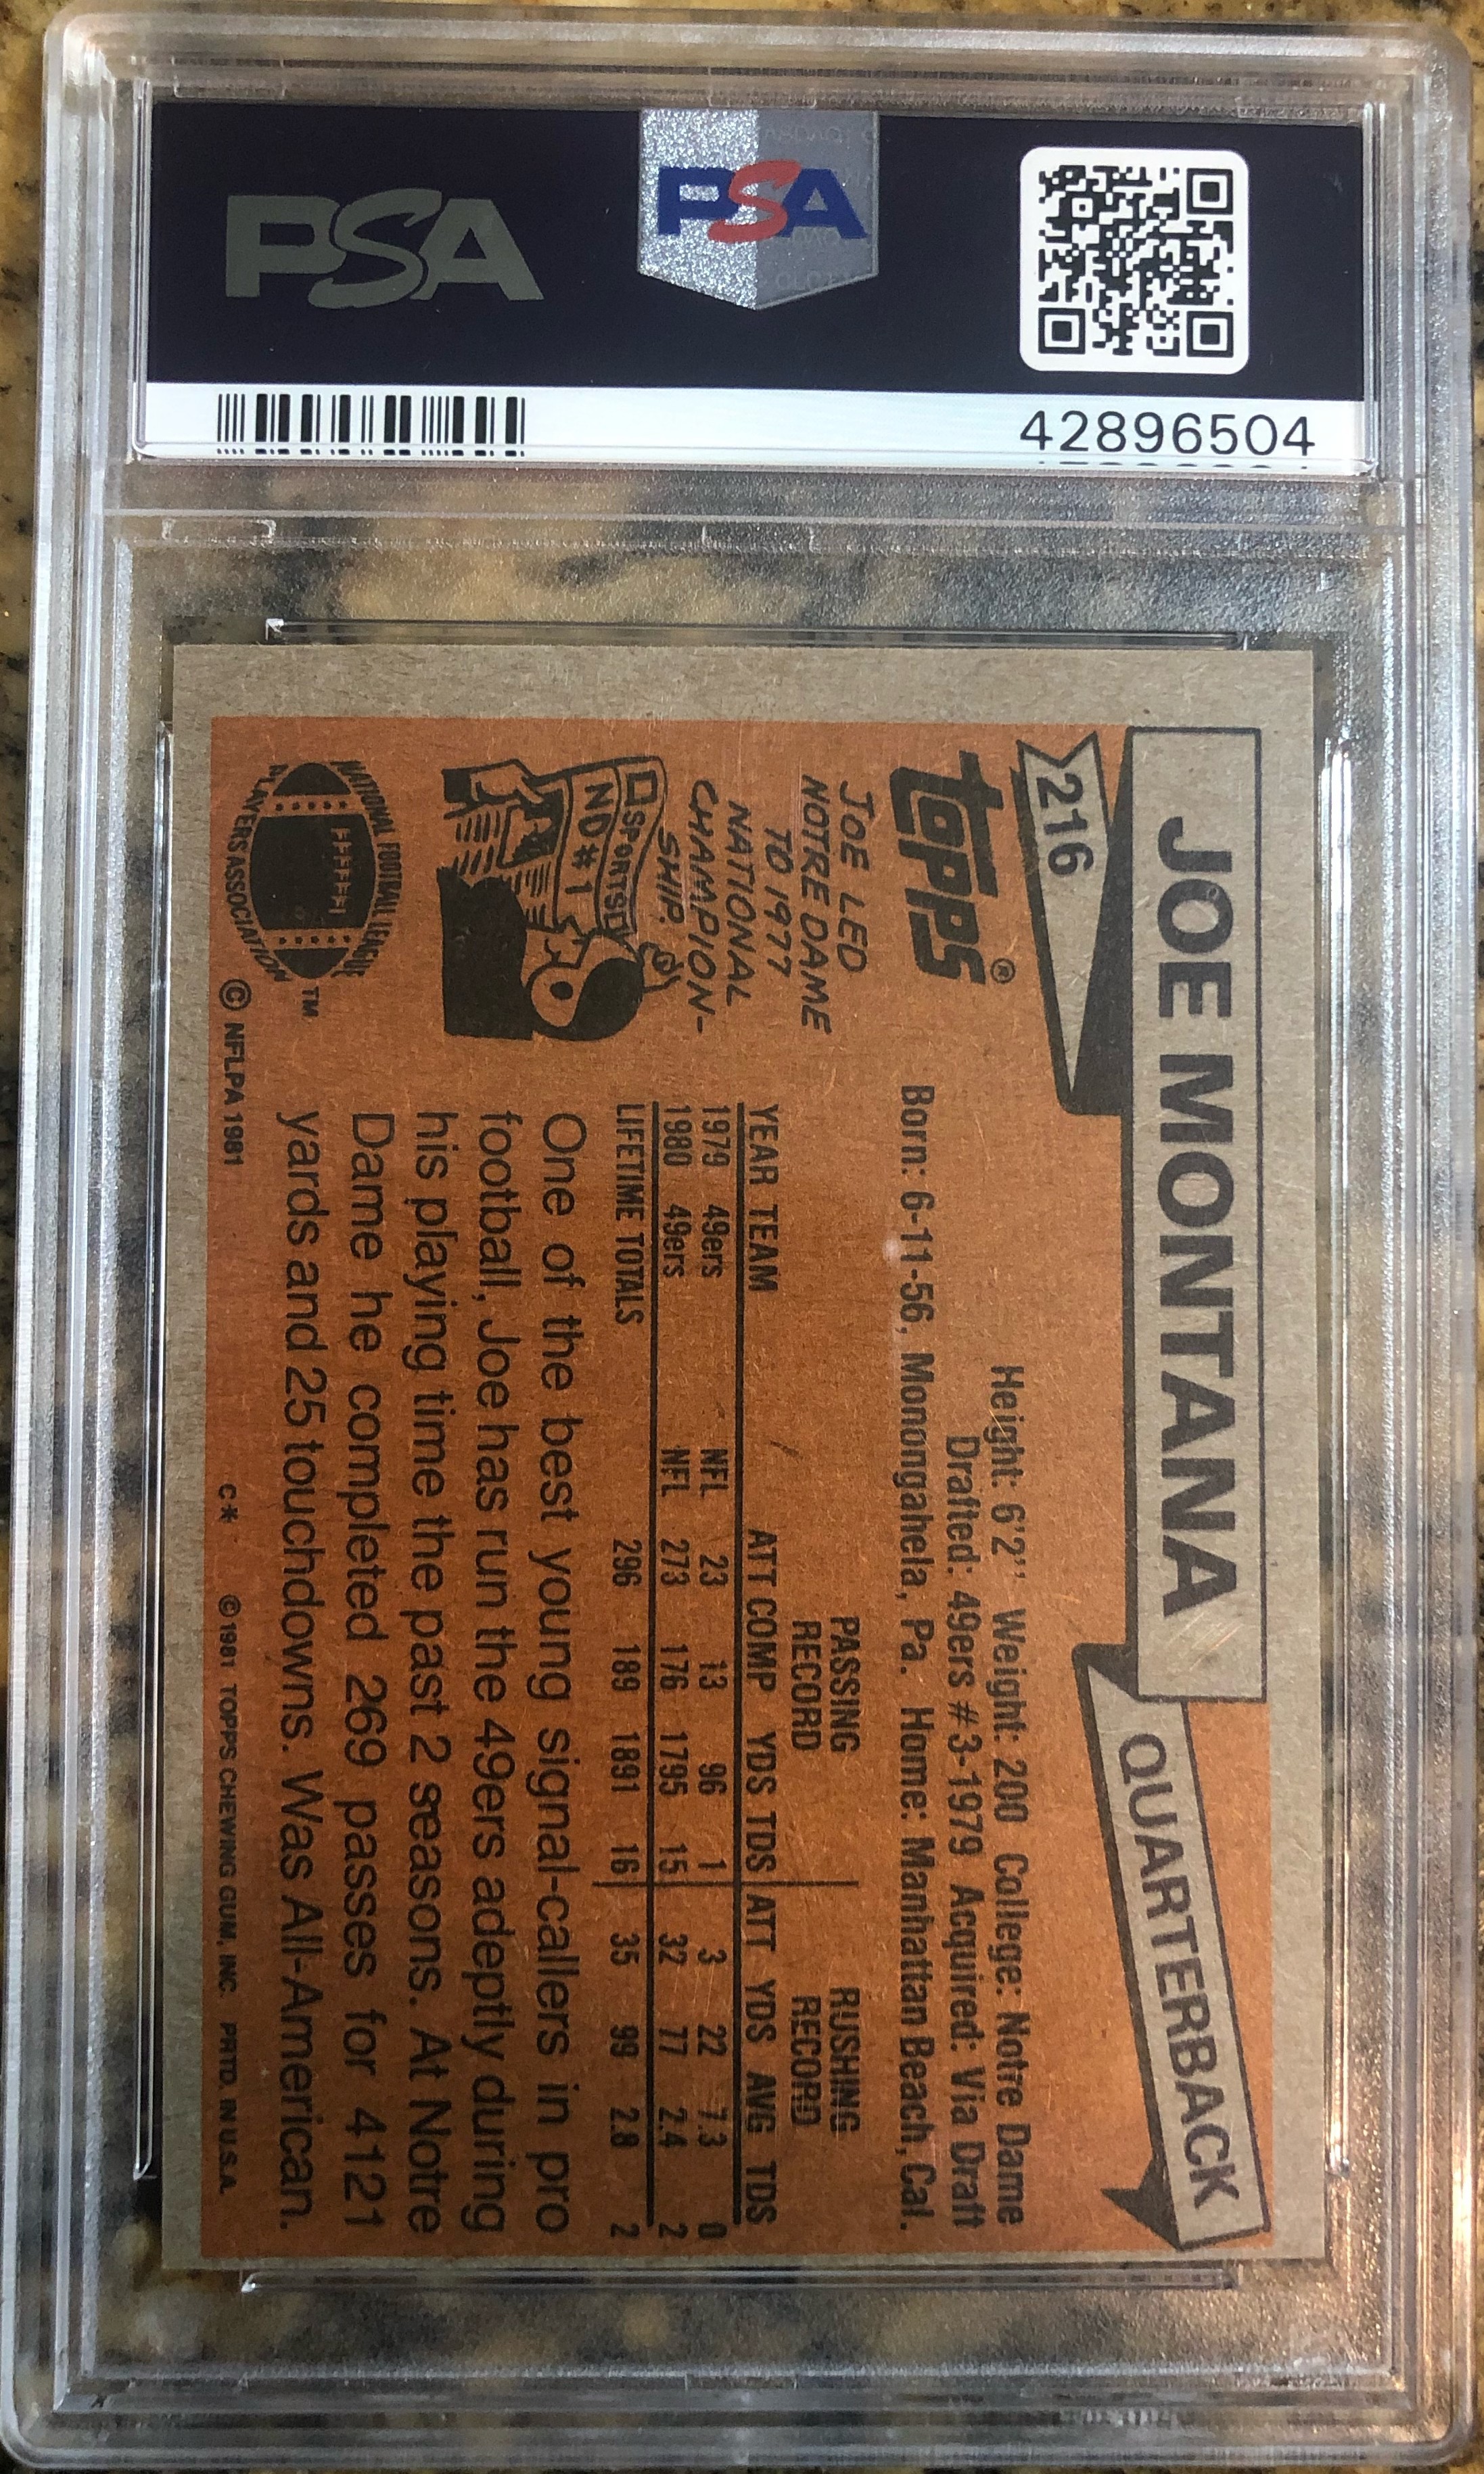 PSA
PSA
42896504
JOE MONTANA
QUARTERBACK
216
topps®
Height: 6'2" Weight: 200 College: Notre Dame
Drafted: 49ers #3-1979 Acquired: Via Draft
Born: 6-11-56, Monongahela, Pa. Home: Manhattan Beach, Cal.
JOE LED
NOTRE DAME
TO 1977
NATIONAL
CHAMPION-
SHIP.
SPORTS
ND #1
PASSING RUSHING
RECORD RECORD
YEAR TEAM ATT COMP YDS TDS ATT YDS AVG TDS
1979 49ers NFL 23 13 96 1 3 22 7.3 0
1980 49ers NFL 273 176 1795 15 32 77 2.4 2
LIFETIME TOTALS 296 189 1891 16 35 99 2.8 2
One of the best young signal-callers in pro
football, Joe has run the 49ers adeptly during
his playing time the past 2 seasons. At Notre
Dame he completed 269 passes for 4121
yards and 25 touchdowns. Was All-American.
NATIONAL FOOTBALL LEAGUE
PLAYERS ASSOCIATION
TM
© NFLPA 1981 C* © 1981 TOPPS CHEWING GUM, INC. PRTD. IN U.S.A.